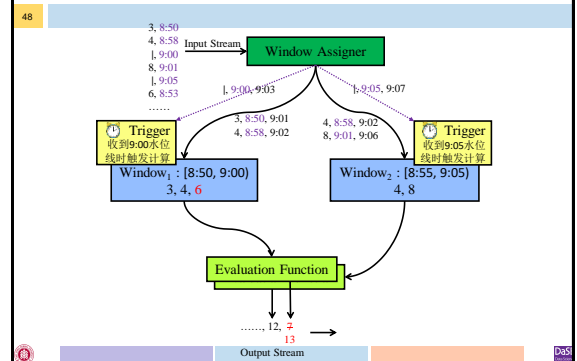 48
3, 8:50
4, 8:58
|, 9:00
8, 9:01
|, 9:05
6, 8:53
……
Input Stream
Window Assigner
|, 9:00, 9:03
|, 9:05, 9:07
3, 8:50, 9:01
4, 8:58, 9:02
4, 8:58, 9:02
8, 9:01, 9:06
Trigger
收到9:00水位
线时触发计算
Trigger
收到9:05水位
线时触发计算
Window1 : [8:50, 9:00)
3, 4, 6
Window2 : [8:55, 9:05)
4, 8
Evaluation Function
……, 12, 7
13
Output Stream
DaSE